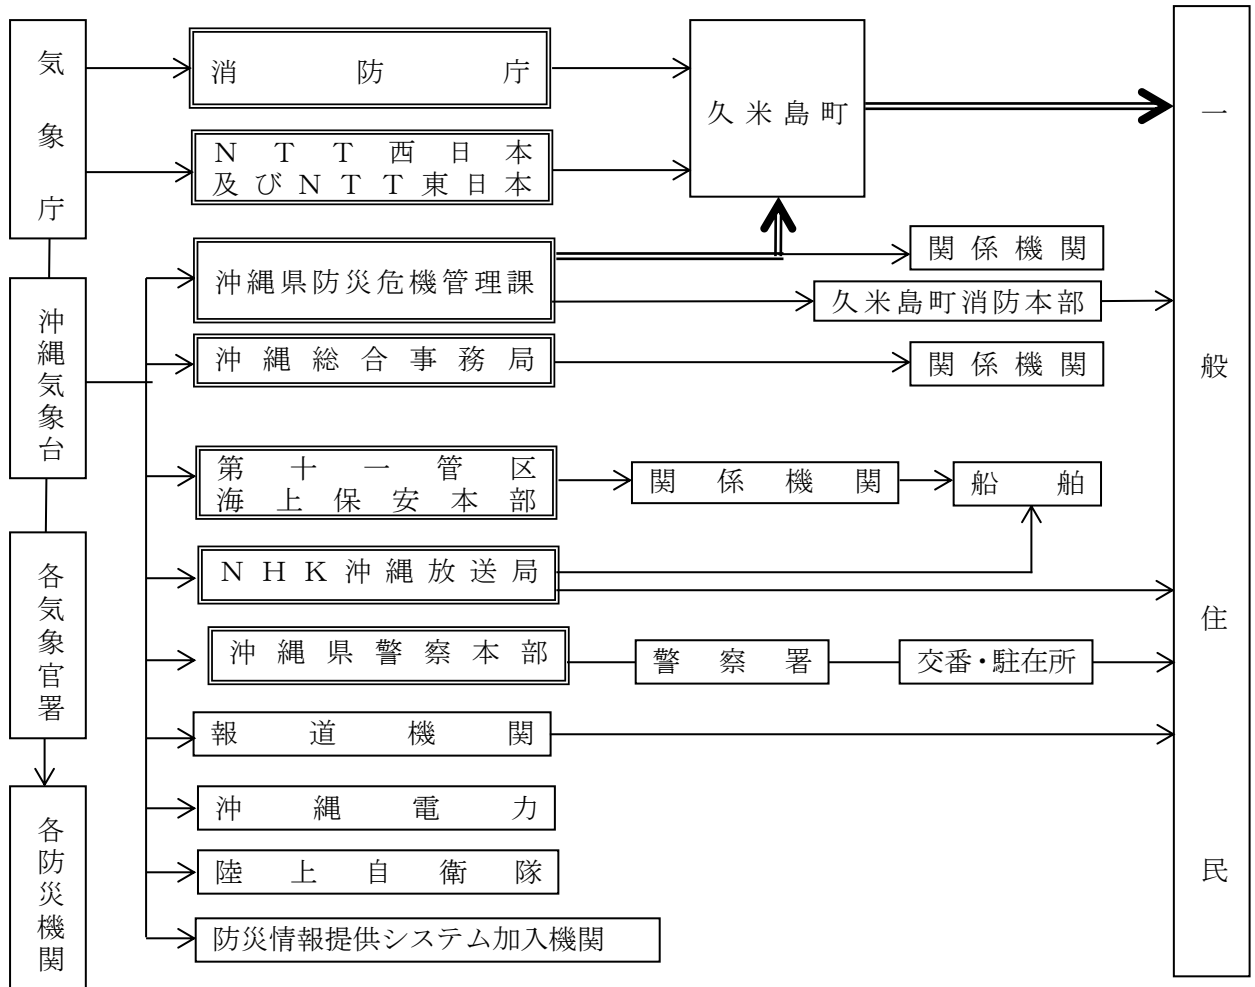 気象庁
消防庁
NTT西日本
及びNTT東日本
久米島町
一般住民
沖縄気象台
沖縄県防災危機管理課
関係機関
久米島町消防本部
沖縄総合事務局
関係機関
第十一管区
海上保安本部
関係機関
船舶
NHK沖縄放送局
各気象官署
沖縄県警察本部
警察署
交番・駐在所
報道機関
各防災機関
沖縄電力
陸上自衛隊
防災情報提供システム加入機関